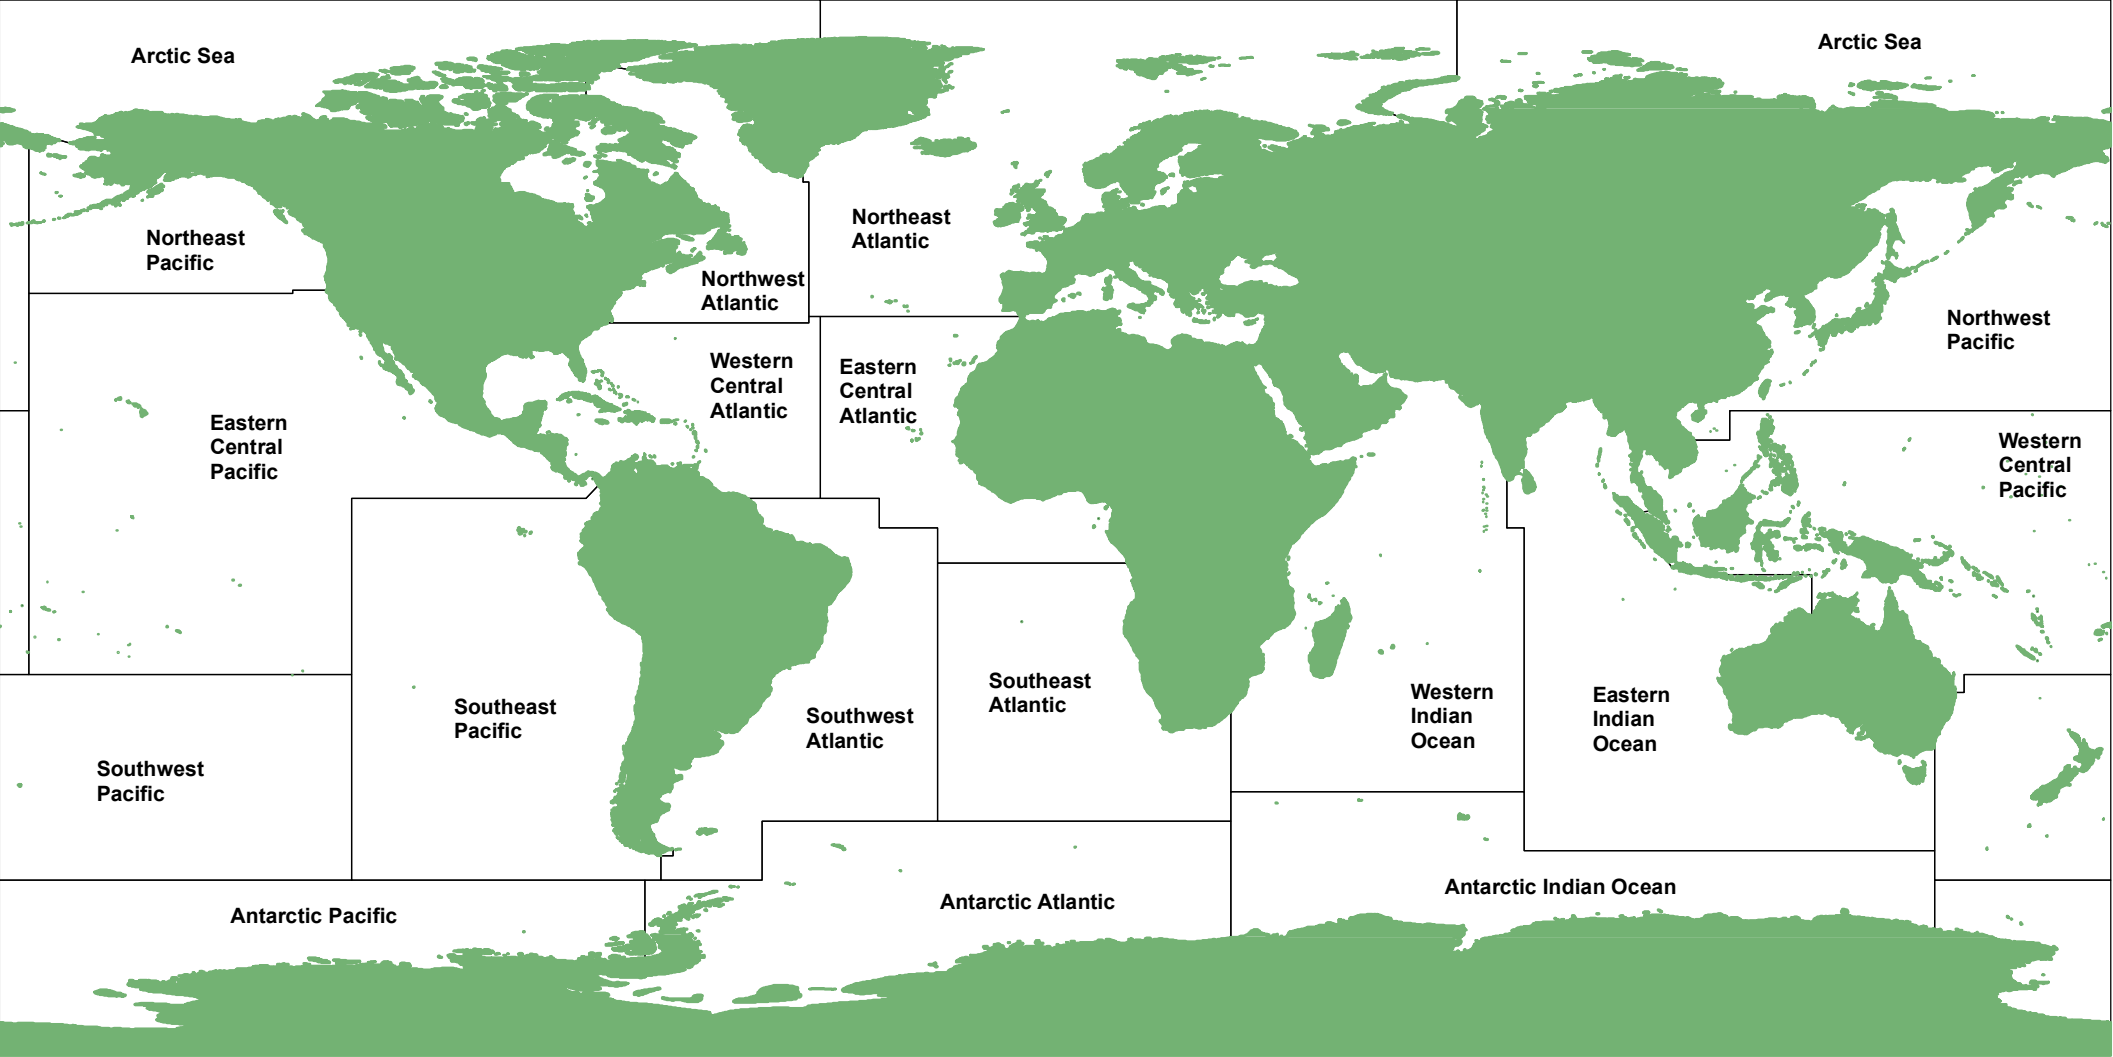 Arctic Sea
Arctic Sea
Northeast
Pacific
Northeast
Atlantic
Northwest
Atlantic
Northwest
Pacific
Western
Central
Atlantic
Eastern
Central
Atlantic
Eastern
Central
Pacific
Western
Central
Pacific
Southeast
Pacific
Southwest
Atlantic
Southeast
Atlantic
Western
Indian
Ocean
Eastern
Indian
Ocean
Southwest
Pacific
Antarctic Pacific
Antarctic Atlantic
Antarctic Indian Ocean